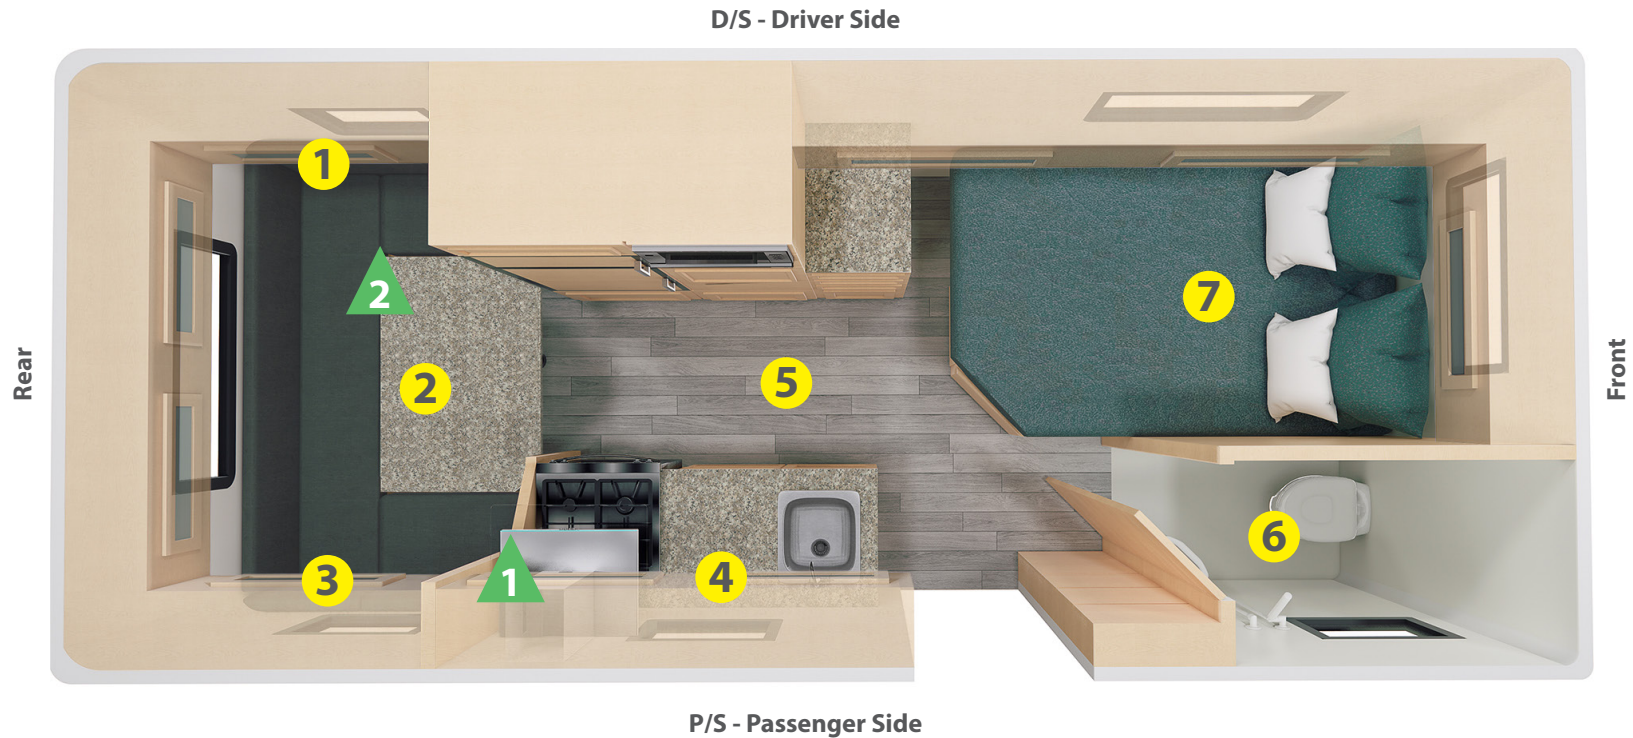 D/S - Driver Side
1
2
2
7
Rear
5
Front
6
3
1
4
P/S - Passenger Side